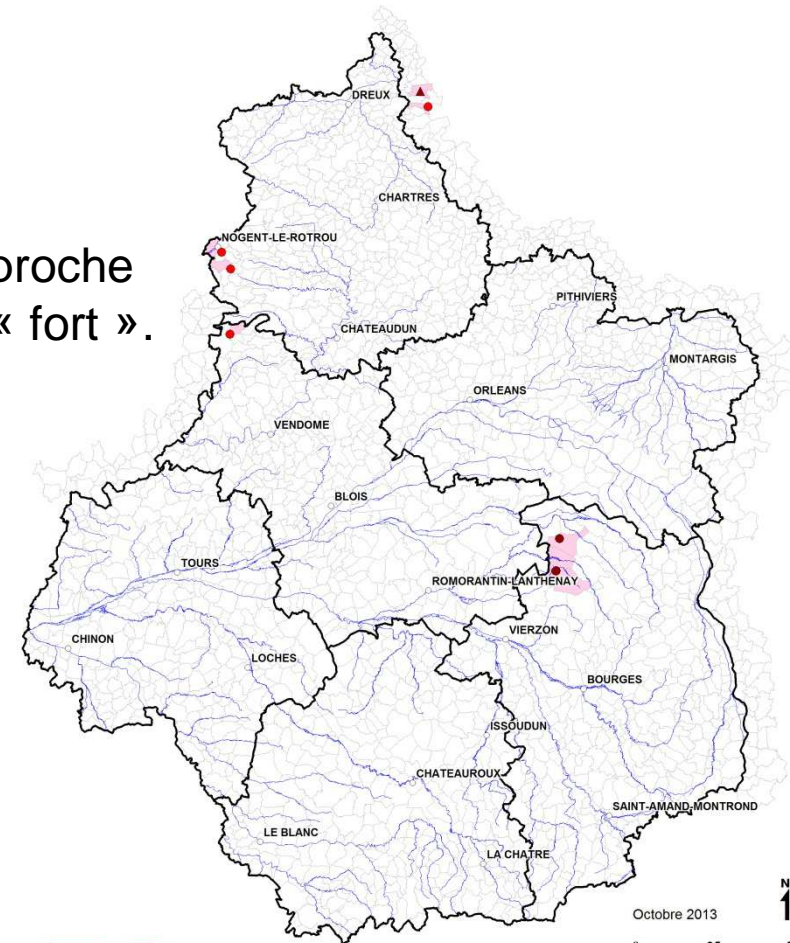 DREUX
CHARTRES
NOGENT-LE-ROTROU
proche
« fort ».
PITHIVIERS
CHATEAUDUN
MONTARGIS
ORLEANS
VENDOME
BLOIS
TOURS
ROMORANTIN-LANTHENAY
VIERZON
CHINON
LOCHES
BOURGES
ISSOUDUN
CHATEAUROUX
SAINT-AMAND-MONTROND
LE BLANC
LA CHATRE
N
Octobre 2013